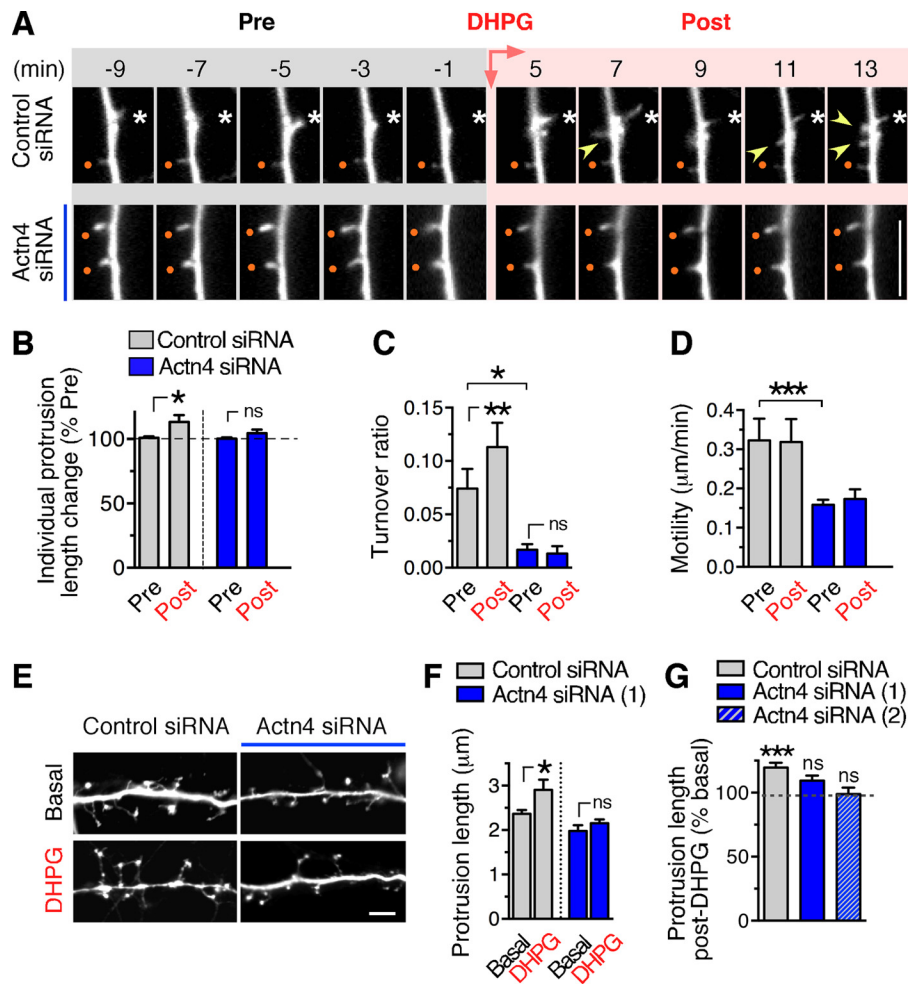 A Pre DHPG Post
(min) -9 -7 -5 -3 -1 5 7 9 11 13
Control
siRNA
* * * * * * * * * *
Actn4
siRNA
B
Control siRNA
Actn4 siRNA
Individual protrusion
length change (% Pre)
100
50
0
* ns
Pre Post Pre Post
C
Turnover ratio
0.15
0.10
0.05
0.00
*
**
ns
Pre Post Pre Post
D
Motility (μm/min)
0.4
0.3
0.2
0.1
0.0
***
Pre Post Pre Post
E
Control siRNA Actn4 siRNA
Basal
DHPG
F
Control siRNA
Actn4 siRNA (1)
Protrusion length (μm)
3
2
1
0
* ns
Basal DHPG Basal DHPG
G
Control siRNA
Actn4 siRNA (1)
Actn4 siRNA (2)
Protrusion length
post-DHPG (% basal)
100
50
0
*** ns ns